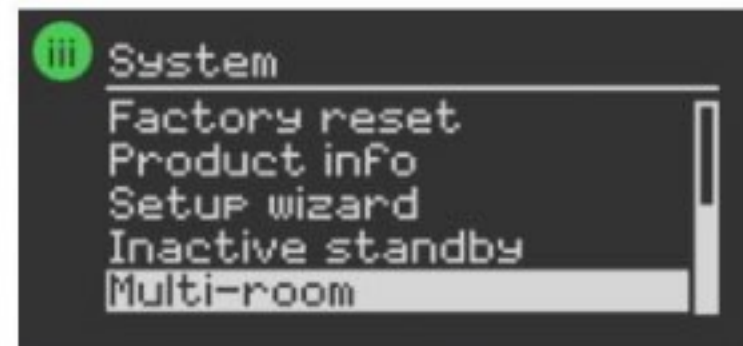 iii System
Factory reset
Product info
Setup wizard
Inactive standby
Multi-room